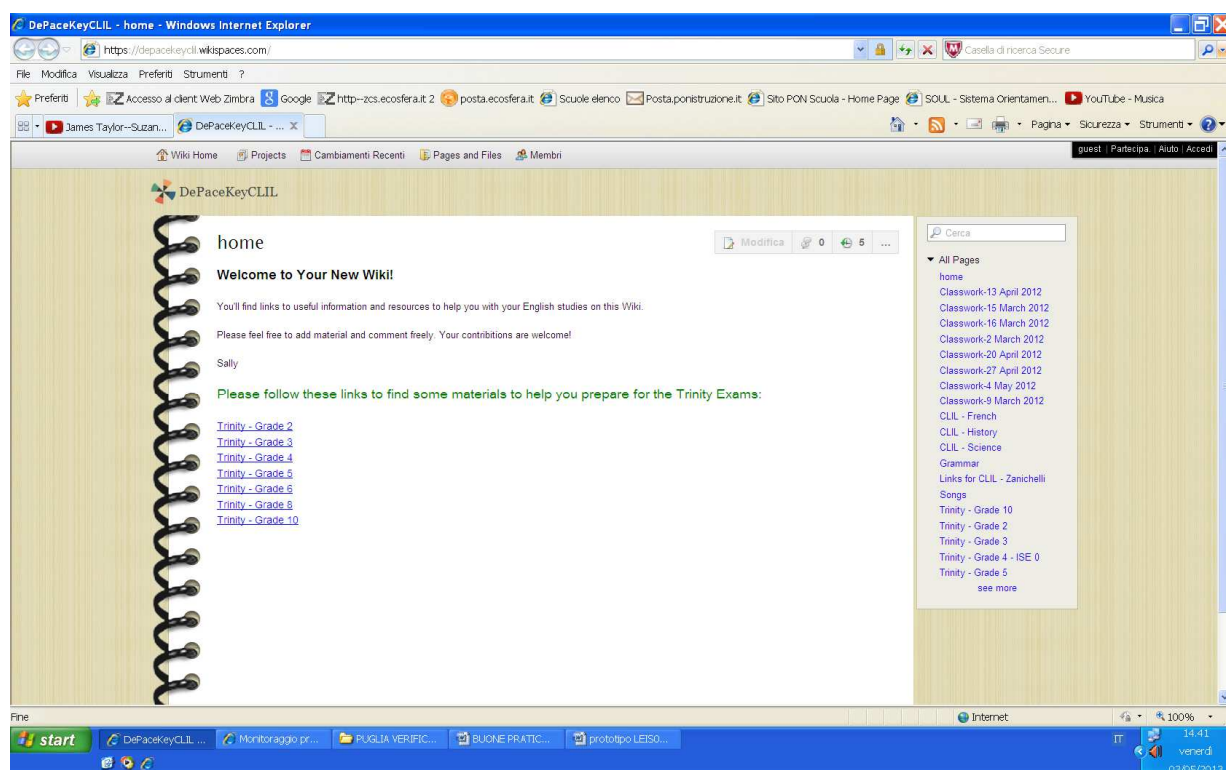 DePaceKeyCLIL - home - Windows Internet Explorer
https://depacekeyclil.wikispaces.com/
Casella di ricerca Secure
File Modifica Visualizza Preferiti Strumenti ?
Preferiti Accesso al client Web Zimbra Google http--zcs.ecosfera.it 2 posta.ecosfera.it Scuole elenco Posta.ponistruzione.it Sito PON Scuola - Home Page SOUL - Sistema Orientamen... YouTube - Musica
James Taylor--Suzan... DePaceKeyCLIL - ... X Pagina Sicurezza Strumenti
Wiki Home Projects Cambiamenti Recenti Pages and Files Membri
guest | Partecipa. | Aiuto | Accedi
DePaceKeyCLIL
home
Modifica 0 5 ...
Welcome to Your New Wiki!
You'll find links to useful information and resources to help you with your English studies on this Wiki.
Please feel free to add material and comment freely. Your contribitions are welcome!
Sally
Please follow these links to find some materials to help you prepare for the Trinity Exams:
Trinity - Grade 2
Trinity - Grade 3
Trinity - Grade 4
Trinity - Grade 5
Trinity - Grade 6
Trinity - Grade 8
Trinity - Grade 10
Cerca
All Pages
home
Classwork-13 April 2012
Classwork-15 March 2012
Classwork-16 March 2012
Classwork-2 March 2012
Classwork-20 April 2012
Classwork-27 April 2012
Classwork-4 May 2012
Classwork-9 March 2012
CLIL - French
CLIL - History
CLIL - Science
Grammar
Links for CLIL - Zanichelli
Songs
Trinity - Grade 10
Trinity - Grade 2
Trinity - Grade 3
Trinity - Grade 4 - ISE 0
Trinity - Grade 5
see more
Fine
Internet
100%
start
DePaceKeyCLIL ...
Monitoraggio pr...
PUGLIA VERIFIC...
BUONE PRATIC...
prototipo LEIS0...
IT
14.41
venerdì
03/05/2013